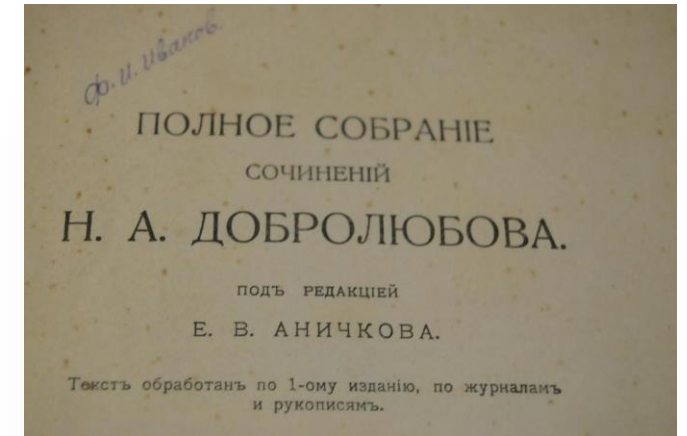 Ф. И. Иванов.
ПОЛНОЕ СОБРАНІЕ
СОЧИНЕНІЙ
Н. А. ДОБРОЛЮБОВА.
ПОДЪ РЕДАКЦІЕЙ
Е. В. АНИЧКОВА.
Текстъ обработанъ по 1-ому изданію, по журналамъ
и рукописямъ.